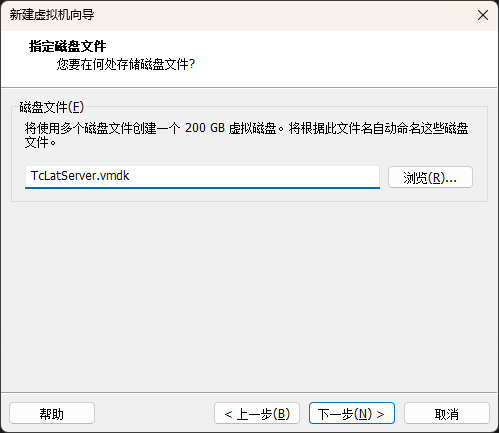 新建虚拟机向导
指定磁盘文件
您要在何处存储磁盘文件?
磁盘文件(F)
将使用多个磁盘文件创建一个 200 GB 虚拟磁盘。将根据此文件名自动命名这些磁盘
文件。
TcLatServer.vmdk
浏览(R)...
帮助
< 上一步(B)
下一步(N) >
取消